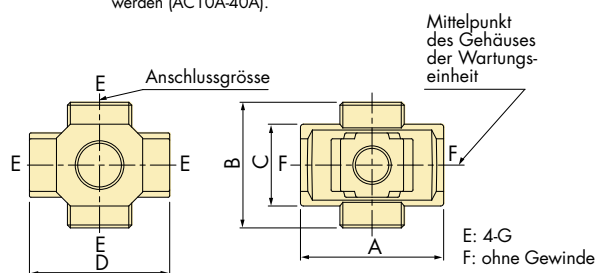 werden (AC10A-40A).
Mittelpunkt
des Gehäuses
der Wartungs-
einheit
Anschlussgrösse
E
E
E
E
D
B
C
F
F
A
E: 4-G
F: ohne Gewinde